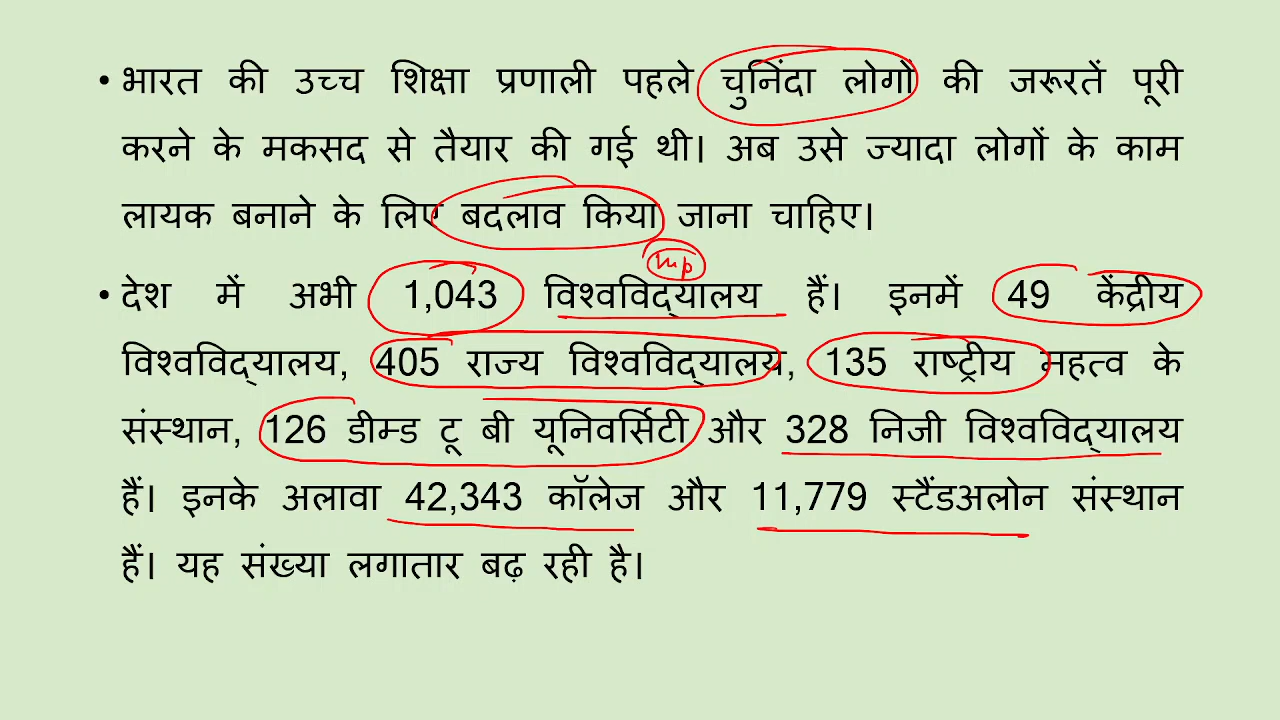 • भारत की उच्च शिक्षा प्रणाली पहले चुनिंदा लोगों की जरूरतें पूरी
करने के मकसद से तैयार की गई थी। अब उसे ज्यादा लोगों के काम
लायक बनाने के लिए बदलाव किया जाना चाहिए।
Imp
• देश में अभी 1,043 विश्वविद्यालय हैं। इनमें 49 केंद्रीय
विश्वविद्यालय, 405 राज्य विश्वविद्यालय, 135 राष्ट्रीय महत्व के
संस्थान, 126 डीम्ड टू बी यूनिवर्सिटी और 328 निजी विश्वविद्यालय
हैं। इनके अलावा 42,343 कॉलेज और 11,779 स्टैंडअलोन संस्थान
हैं। यह संख्या लगातार बढ़ रही है।